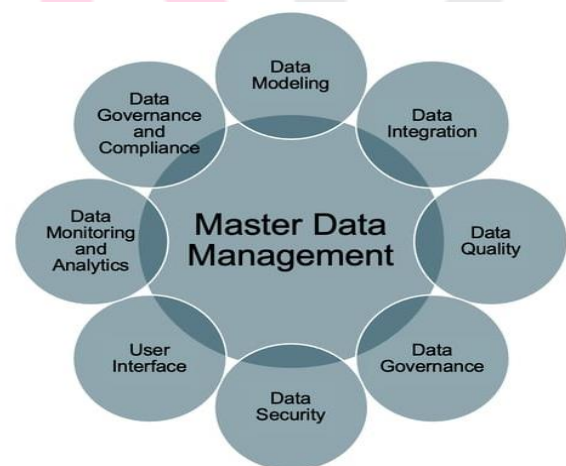 Data
Modeling
Data
Integration
Data
Quality
Data
Governance
Data
Security
User
Interface
Data
Monitoring
and
Analytics
Data
Governance
and
Compliance
Master Data
Management